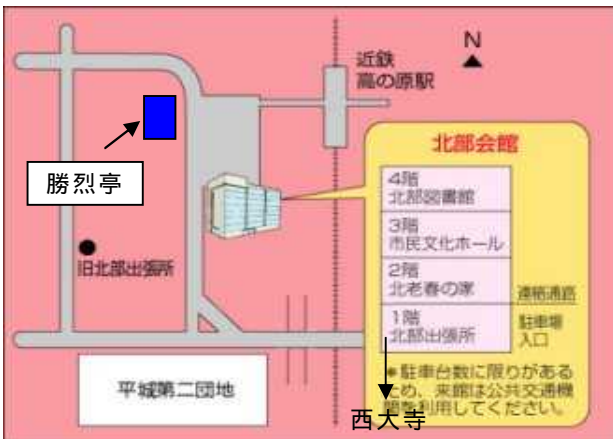 近鉄
高の原駅
N
勝烈亭
旧北部出張所
平城第二団地
北部会館
4階
北部図書館
3階
市民文化ホール
2階
北老春の家
連絡通路
1階
北部出張所
駐車場
入口
＊駐車台数に限りがある
ため、来館は公共交通機
関を利用してください。
西大寺